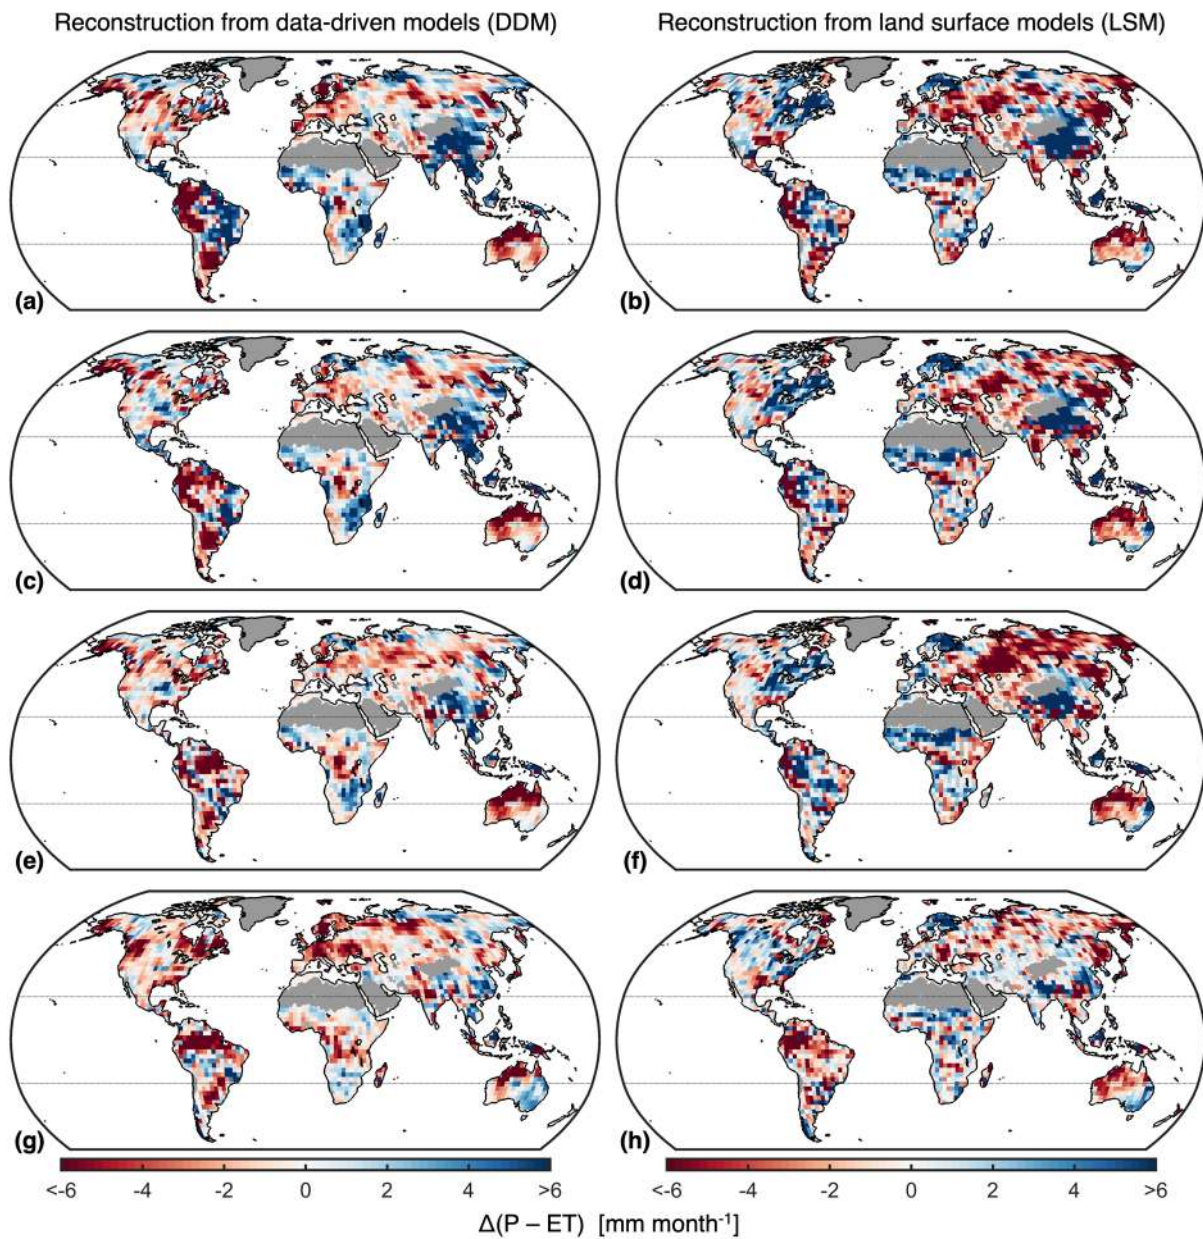 Reconstruction from data-driven models (DDM)
Reconstruction from land surface models (LSM)
(a)
(b)
(c)
(d)
(e)
(f)
(g)
(h)
<-6 -4 -2 0 2 4 >6
<-6 -4 -2 0 2 4 >6
Δ(P – ET) [mm month⁻¹]